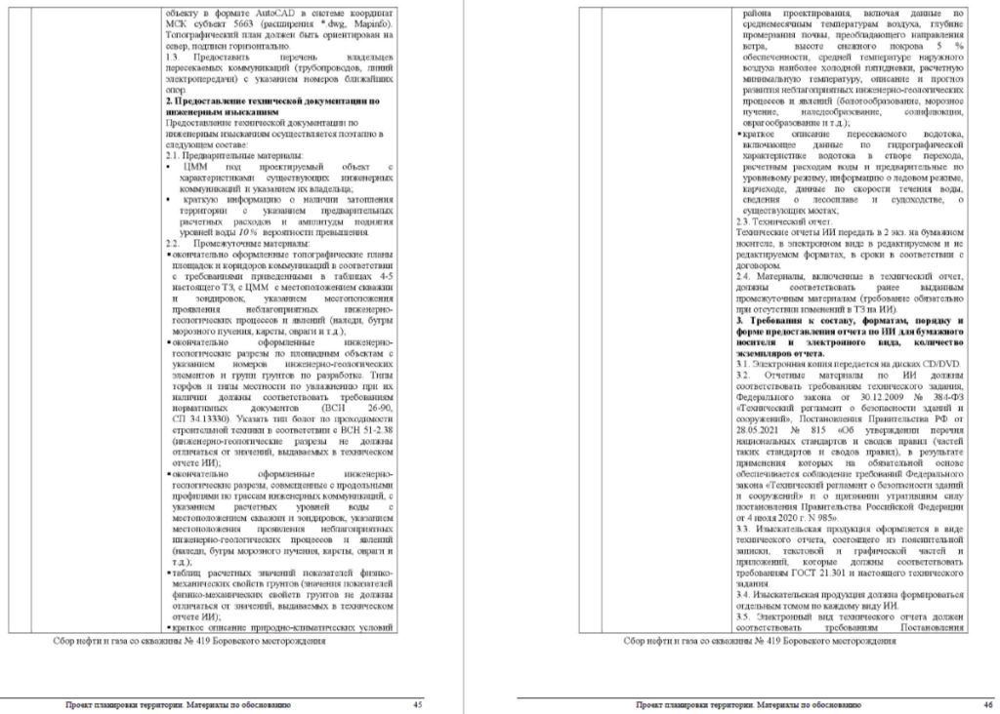 объекту в формате AutoCAD в системе координат
МСК субъект 5663 (расширения *.dwg, Mapinfo).
Топографический план должен быть ориентирован на
север, подписи горизонтально.
1.3. Предоставить перечень владельцев
пересекаемых коммуникаций (трубопроводов, линий
электропередачи) с указанием номеров ближайших
опор.
2. Предоставление технической документации по
инженерным изысканиям
Предоставление технической документации по
инженерным изысканиям осуществляется поэтапно в
следующем составе:
2.1. Предварительные материалы:
• ЦММ под проектируемый объект с
характеристиками существующих инженерных
коммуникаций и указанием их владельца;
• краткую информацию о наличии затопления
территории с указанием предварительных
расчетных расходов и амплитуды поднятия
уровней воды 10 % вероятности превышения.
2.2. Промежуточные материалы:
▪окончательно оформленные топографические планы
площадок и коридоров коммуникаций в соответствии
с требованиями приведенными в таблицах 4-5
настоящего ТЗ, с ЦММ с местоположением скважин
и зондировок, указанием местоположения
проявления неблагоприятных инженерно-
геологических процессов и явлений (наледи, бугры
морозного пучения, карсты, овраги и т.д.);
▪окончательно оформленные инженерно-
геологические разрезы по площадным объектам с
указанием номеров инженерно-геологических
элементов и групп грунтов по разработке. Типы
торфов и типы местности по увлажнению при их
наличии должны соответствовать требованиям
нормативных документов (ВСН 26-90,
СП 34.13330). Указать тип болот по проходимости
строительной техники в соответствии с ВСН 51-2.38
(инженерно-геологические разрезы не должны
отличаться от значений, выдаваемых в техническом
отчете ИИ);
▪окончательно оформленные инженерно-
геологические разрезы, совмещенные с продольными
профилями по трассам инженерных коммуникаций, с
указанием расчетных уровней воды с
местоположением скважин и зондировок, указанием
местоположения проявления неблагоприятных
инженерно-геологических процессов и явлений
(наледи, бугры морозного пучения, карсты, овраги и
т.д.);
▪таблиц расчетных значений показателей физико-
механических свойств грунтов (значения показателей
физико-механических свойств грунтов не должны
отличаться от значений, выдаваемых в техническом
отчете ИИ);
▪краткое описание природно-климатических условий
Сбор нефти и газа со скважины № 419 Боровского месторождения
Проект планировки территории. Материалы по обоснованию 45
района проектирования, включая данные по
среднемесячным температурам воздуха, глубине
промерзания почвы, преобладающего направления
ветра, высоте снежного покрова 5 %
обеспеченности, средней температуре наружного
воздуха наиболее холодной пятидневки, расчетную
минимальную температуру, описание и прогноз
развития неблагоприятных инженерно-геологических
процессов и явлений (болотообразование, морозное
пучение, наледеобразование, солифлюкция,
оврагообразование и т.д.);
▪краткое описание пересекаемого водотока,
включающее данные по гидрографической
характеристике водотока в створе перехода,
расчетным расходам воды и предварительные по
уровневому режиму, информацию о ледовом режиме,
карчеходе, данные по скорости течения воды,
сведения о лесосплаве и судоходстве, о
существующих мостах;
2.3. Технический отчет.
Технические отчеты ИИ передать в 2 экз. на бумажном
носителе, в электронном виде в редактируемом и не
редактируемом форматах, в сроки в соответствии с
договором.
2.4. Материалы, включенные в технический отчет,
должны соответствовать ранее выданным
промежуточным материалам (требование обязательно
при отсутствии изменений в ТЗ на ИИ).
3. Требования к составу, форматам, порядку и
форме предоставления отчета по ИИ для бумажного
носителя и электронного вида, количество
экземпляров отчета.
3.1. Электронная копия передается на дисках CD/DVD.
3.2. Отчетные материалы по ИИ должны
соответствовать требованиям технического задания,
Федерального закона от 30.12.2009 № 384-ФЗ
«Технический регламент о безопасности зданий и
сооружений», Постановления Правительства РФ от
28.05.2021 № 815 «Об утверждении перечня
национальных стандартов и сводов правил (частей
таких стандартов и сводов правил), в результате
применения которых на обязательной основе
обеспечивается соблюдение требований Федерального
закона «Технический регламент о безопасности зданий
и сооружений» и о признании утратившим силу
постановления Правительства Российской Федерации
от 4 июля 2020 г. N 985».
3.3. Изыскательская продукция оформляется в виде
технического отчета, состоящего из пояснительной
записки, текстовой и графической частей и
приложений, которые должны соответствовать
требованиям ГОСТ 21.301 и настоящего технического
задания.
3.4. Изыскательская продукция должна формироваться
отдельным томом по каждому виду ИИ.
3.5. Электронный вид технического отчета должен
соответствовать требованиям Постановления
Сбор нефти и газа со скважины № 419 Боровского месторождения
Проект планировки территории. Материалы по обоснованию 46